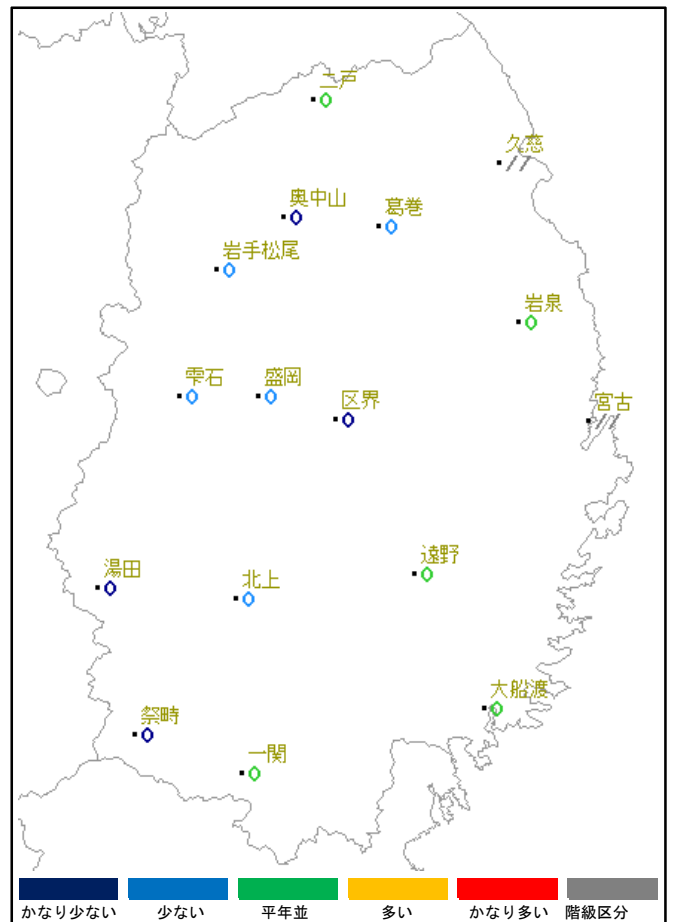 二戸
久慈
奥中山
葛巻
岩手松尾
岩泉
雫石
盛岡
区界
宮古
湯田
北上
遠野
大船渡
祭畤
一関
かなり少ない
少ない
平年並
多い
かなり多い
階級区分